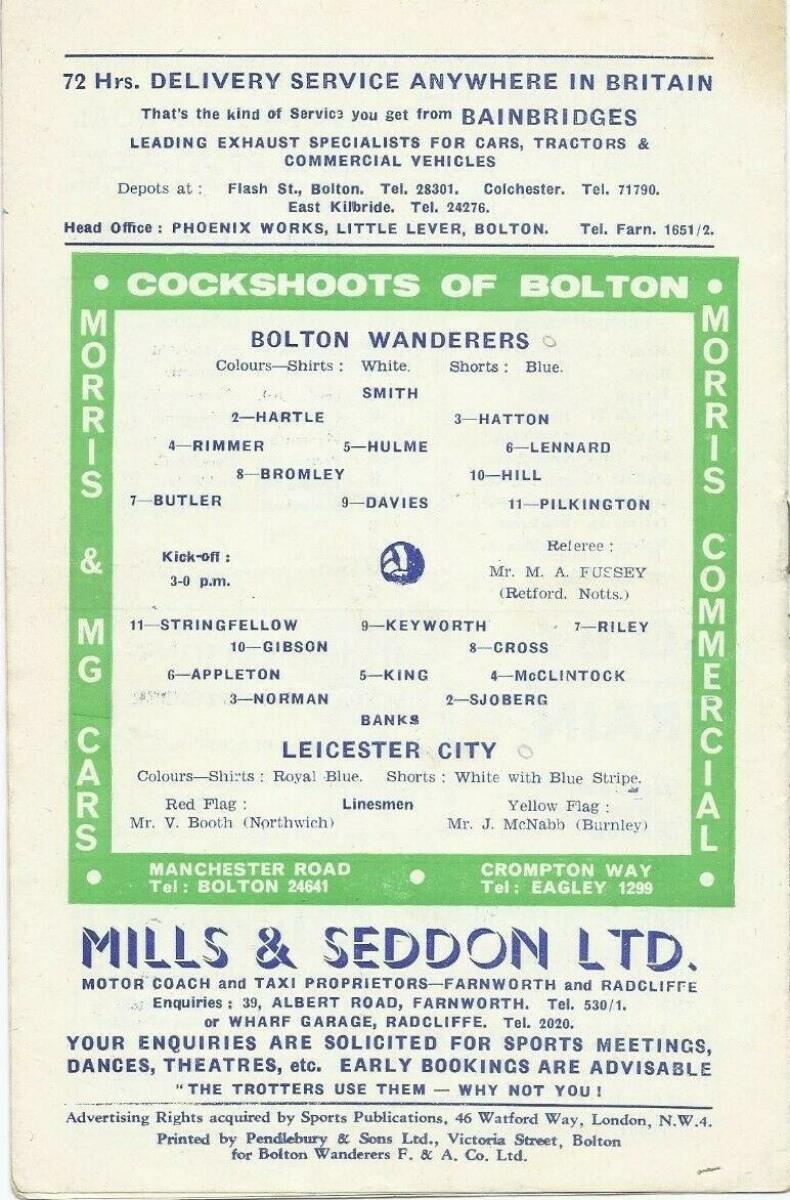 72 Hrs. DELIVERY SERVICE ANYWHERE IN BRITAIN
That's the kind of Service you get from BAINBRIDGES
LEADING EXHAUST SPECIALISTS FOR CARS, TRACTORS &
COMMERCIAL VEHICLES
Depots at : Flash St., Bolton. Tel. 28301. Colchester. Tel. 71790.
East Kilbride. Tel. 24276.
Head Office : PHOENIX WORKS, LITTLE LEVER, BOLTON. Tel. Farn. 1651/2.
• COCKSHOOTS OF BOLTON •
MORRIS & MG CARS
MORRIS COMMERCIAL
BOLTON WANDERERS
Colours—Shirts : White. Shorts : Blue.
SMITH
2—HARTLE 3—HATTON
4—RIMMER 5—HULME 6—LENNARD
8—BROMLEY 10—HILL
7—BUTLER 9—DAVIES 11—PILKINGTON
Kick-off :
3-0 p.m.
Referee :
Mr. M. A. FUSSEY
(Retford. Notts.)
11—STRINGFELLOW 9—KEYWORTH 7—RILEY
10—GIBSON 8—CROSS
6—APPLETON 5—KING 4—McCLINTOCK
3—NORMAN 2—SJOBERG
BANKS
LEICESTER CITY
Colours—Shirts : Royal Blue. Shorts : White with Blue Stripe.
Red Flag : Linesmen Yellow Flag :
Mr. V. Booth (Northwich) Mr. J. McNabb (Burnley)
MANCHESTER ROAD CROMPTON WAY
Tel : BOLTON 24641 Tel : EAGLEY 1299
MILLS & SEDDON LTD.
MOTOR COACH and TAXI PROPRIETORS—FARNWORTH and RADCLIFFE
Enquiries : 39, ALBERT ROAD, FARNWORTH. Tel. 530/1.
or WHARF GARAGE, RADCLIFFE. Tel. 2020.
YOUR ENQUIRIES ARE SOLICITED FOR SPORTS MEETINGS,
DANCES, THEATRES, etc. EARLY BOOKINGS ARE ADVISABLE
"THE TROTTERS USE THEM — WHY NOT YOU !
Advertising Rights acquired by Sports Publications, 46 Watford Way, London, N.W.4.
Printed by Pendlebury & Sons Ltd., Victoria Street, Bolton
for Bolton Wanderers F. & A. Co. Ltd.